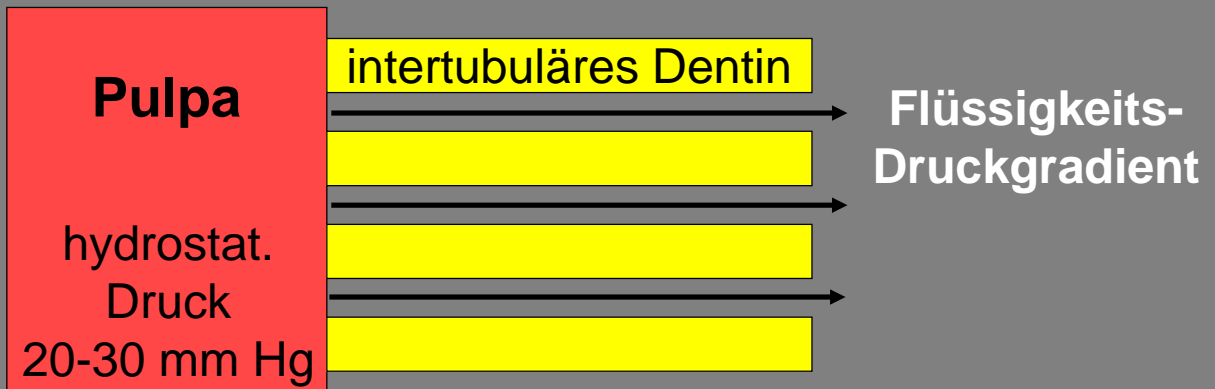 Pulpa
hydrostat.
Druck
20-30 mm Hg
intertubuläres Dentin
Flüssigkeits-
Druckgradient